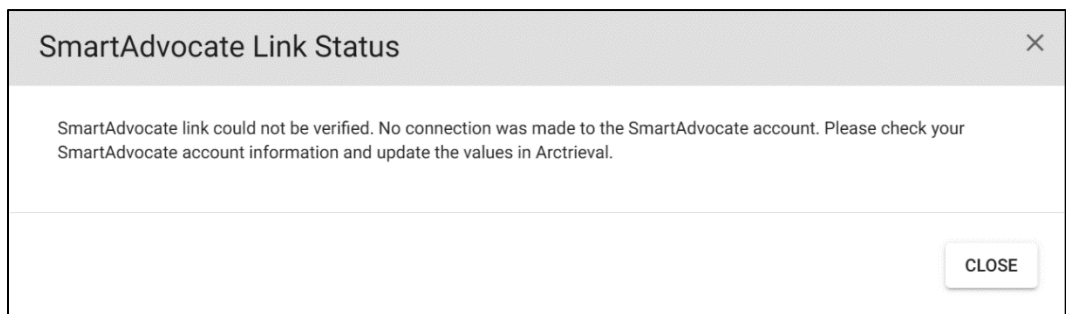 SmartAdvocate Link Status
SmartAdvocate link could not be verified. No connection was made to the SmartAdvocate account. Please check your
SmartAdvocate account information and update the values in Arctrieval.
CLOSE